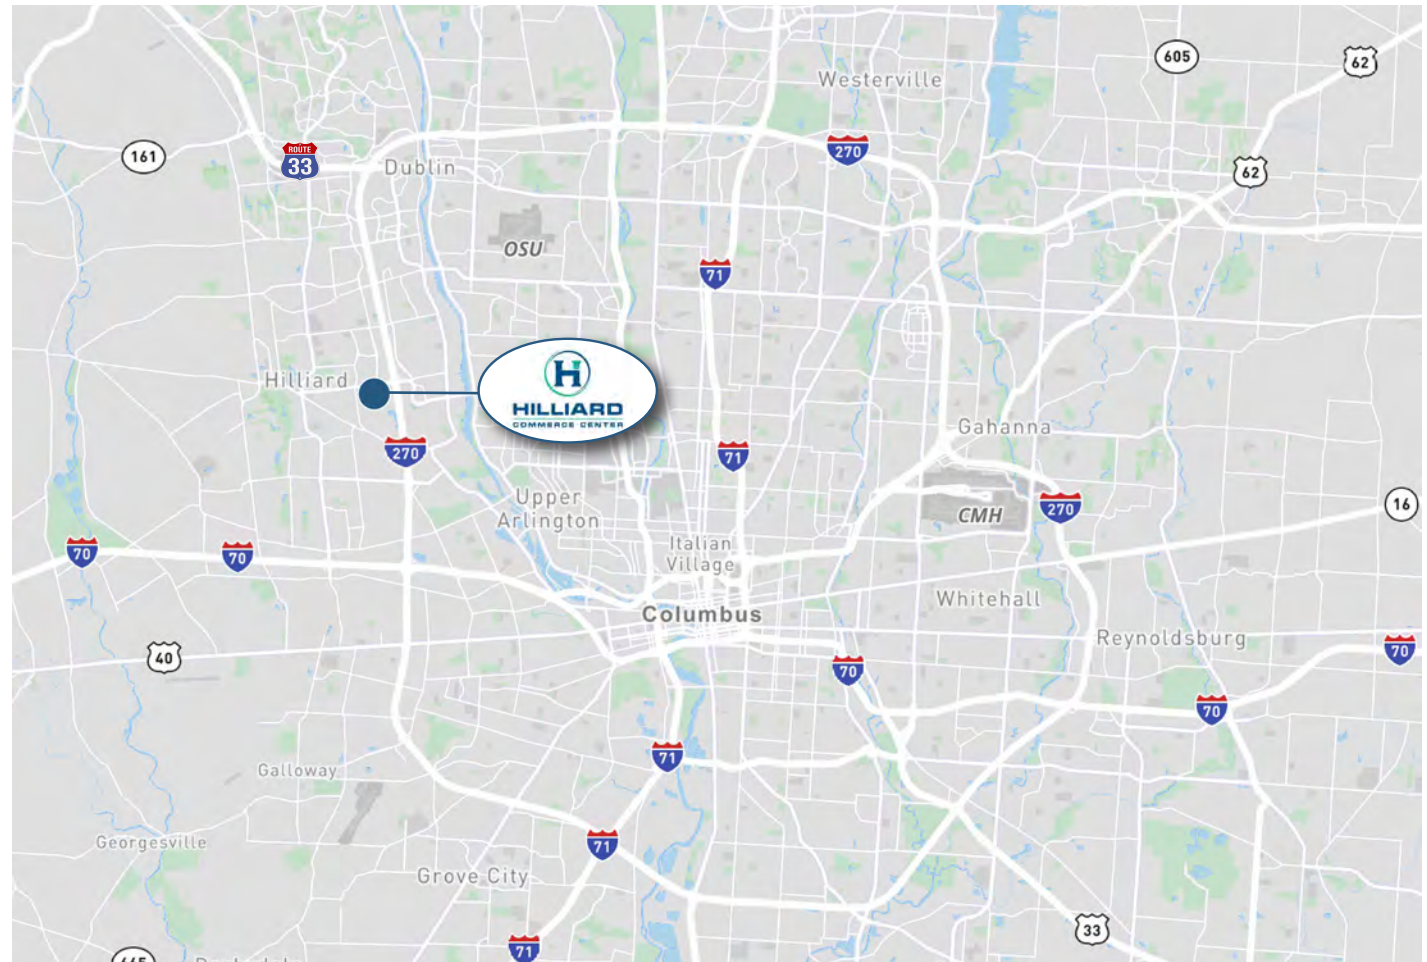 605
62
Westerville
270
161
ROUTE
33
Dublin
62
OSU
71
H
HILLIARD
COMMERCE CENTER
Hilliard
270
71
Gahanna
Upper
Arlington
CMH
270
16
70
70
Italian
Village
Columbus
Whitehall
Reynoldsburg
40
70
70
70
71
Galloway
Georgesville
71
Grove City
33
71